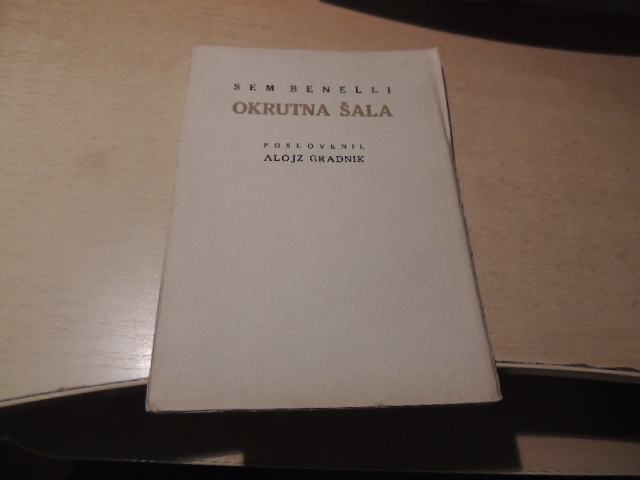 SEM BENELLI
OKRUTNA ŠALA
POSLOVENIL
ALOJZ GRADNIK